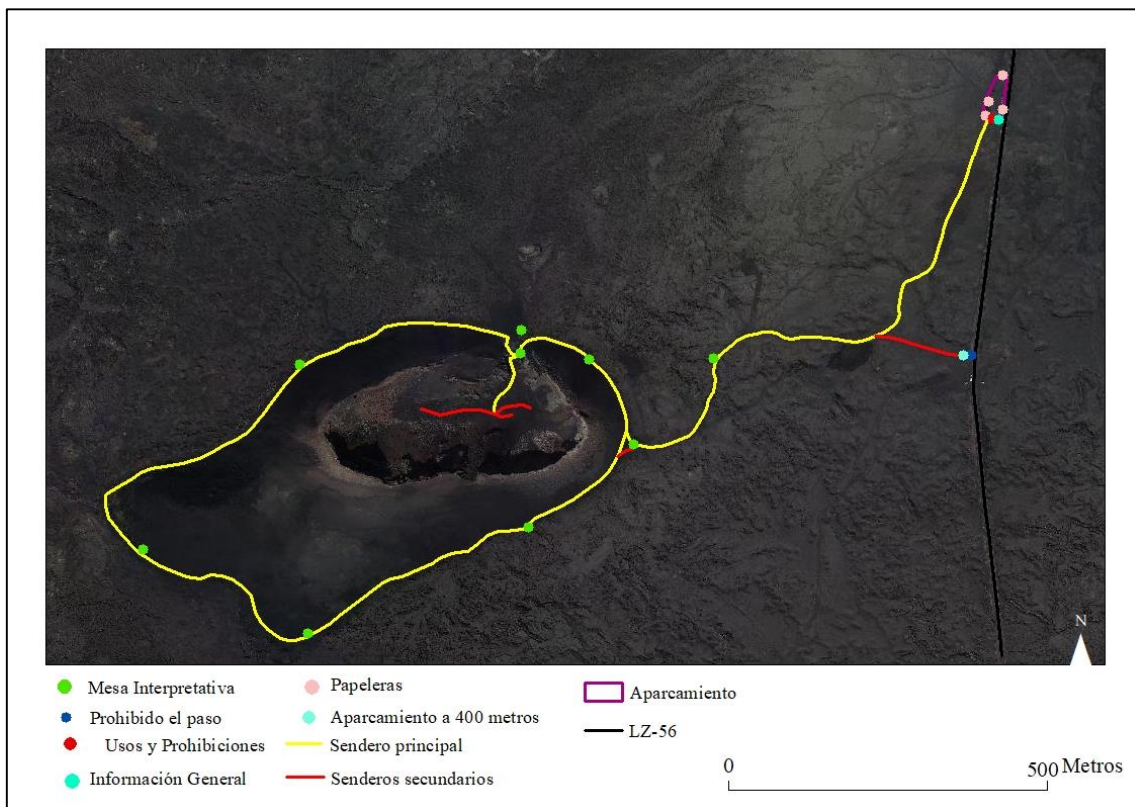 N
Mesa Interpretativa
Prohibido el paso
Usos y Prohibiciones
Información General
Papeleras
Aparcamiento a 400 metros
Sendero principal
Senderos secundarios
Aparcamiento
LZ-56
0 500 Metros